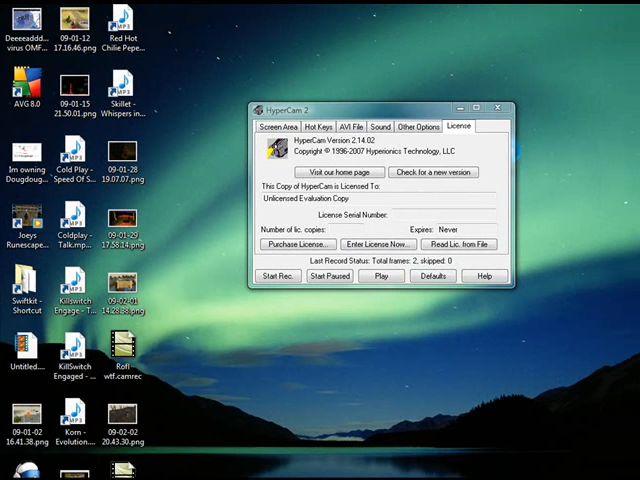 Deeeeaddd...
virus OMF...
09-01-12
17.16.46.png
Red Hot
Chilie Pepe...
AVG 8.0
09-01-15
21.50.01.png
Skillet -
Whispers in...
Im owning
Dougdoug...
Cold Play -
Speed Of S...
09-01-28
19.07.07.png
Joeys
Runescape...
Coldplay -
Talk.mp...
09-01-29
17.58.14.png
Swiftkit -
Shortcut
Killswitch
Engage - T...
09-02-01
14.28.38.png
Untitled....
KillSwitch
Engaged - ...
Rofl
wtf.camrec
09-01-02
16.41.38.png
Korn -
Evolution....
09-02-02
20.43.30.png
HyperCam 2
Screen Area Hot Keys AVI File Sound Other Options License
HyperCam Version 2.14.02
Copyright © 1996-2007 Hyperionics Technology, LLC
Visit our home page Check for a new version
This Copy of HyperCam is Licensed To:
Unlicensed Evaluation Copy
License Serial Number:
Number of lic. copies: Expires: Never
Purchase License... Enter License Now... Read Lic. from File
Last Record Status: Total frames: 2, skipped: 0
Start Rec. Start Paused Play Defaults Help